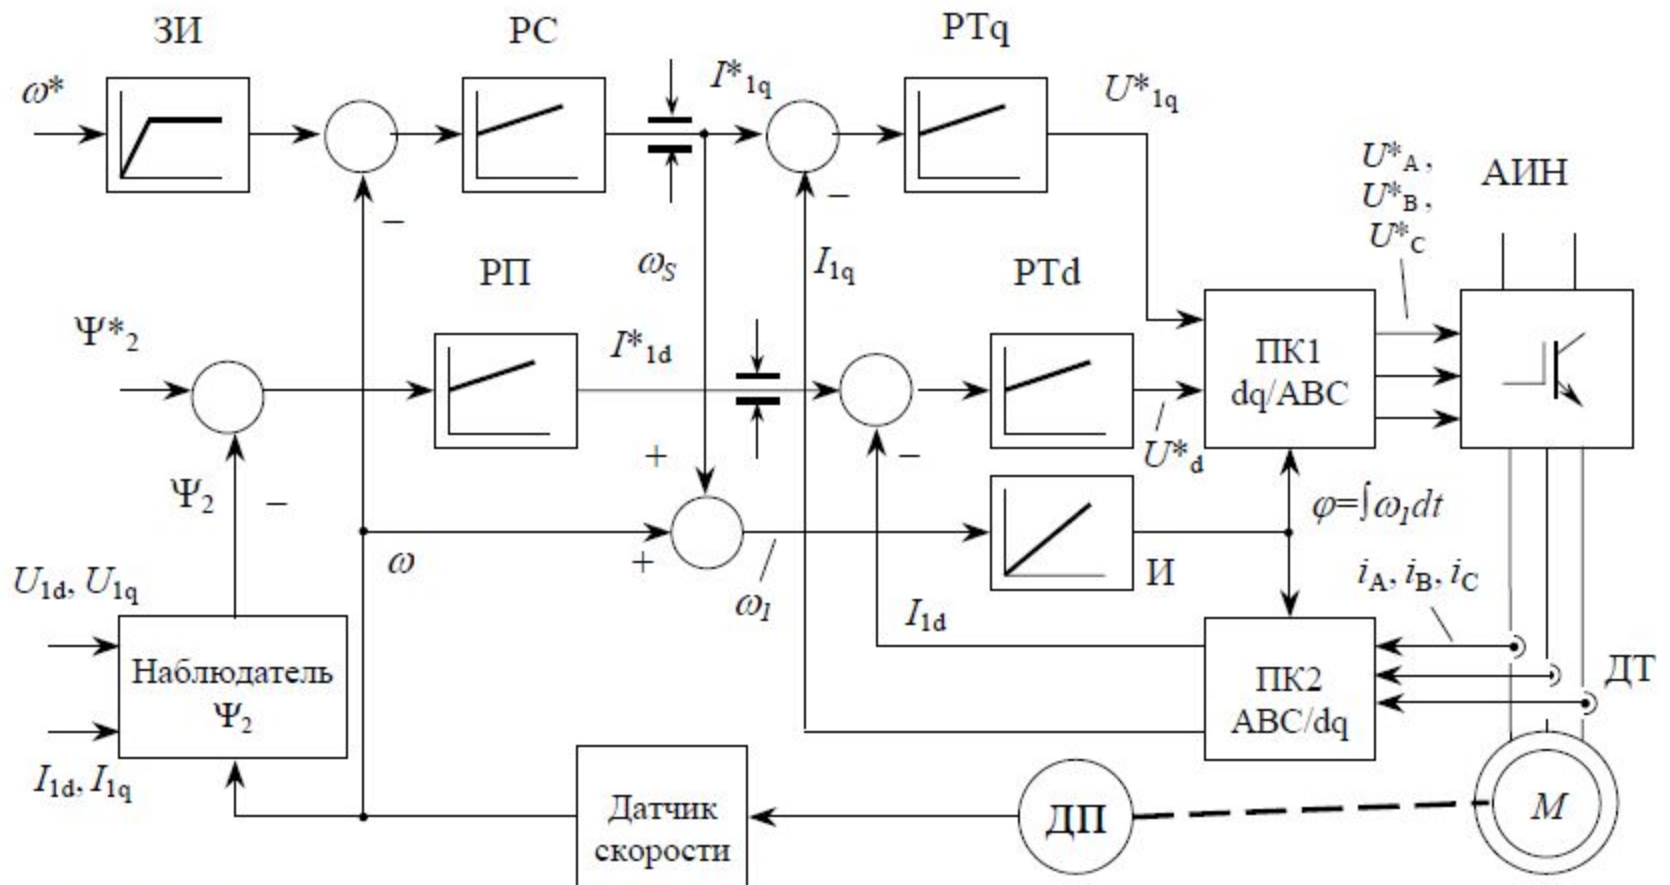 ЗИ
РС
РТq
ω*
I*1q
U*1q
U*A,
U*B,
U*C
АИН
–
–
РП
ωS
I1q
РТd
Ψ*2
I*1d
ПК1
dq/ABC
+
–
U*d
Ψ2
–
φ=∫ω1dt
ω
+
И
iA, iB, iC
U1d, U1q
ω1
I1d
Наблюдатель
Ψ2
ПК2
ABC/dq
ДТ
I1d, I1q
Датчик
скорости
ДП
M